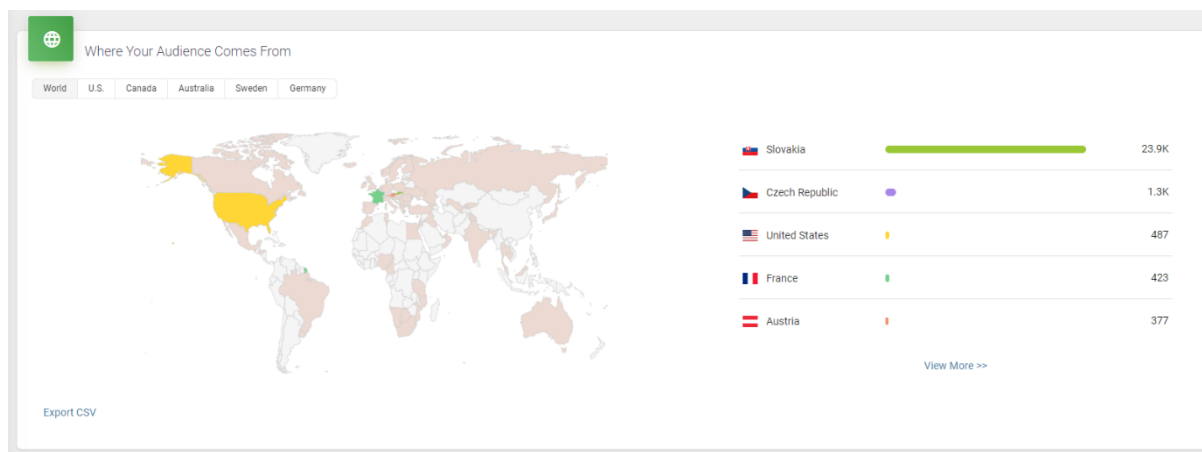 Where Your Audience Comes From
World U.S. Canada Australia Sweden Germany
Slovakia 23.9K
Czech Republic 1.3K
United States 487
France 423
Austria 377
View More >>
Export CSV